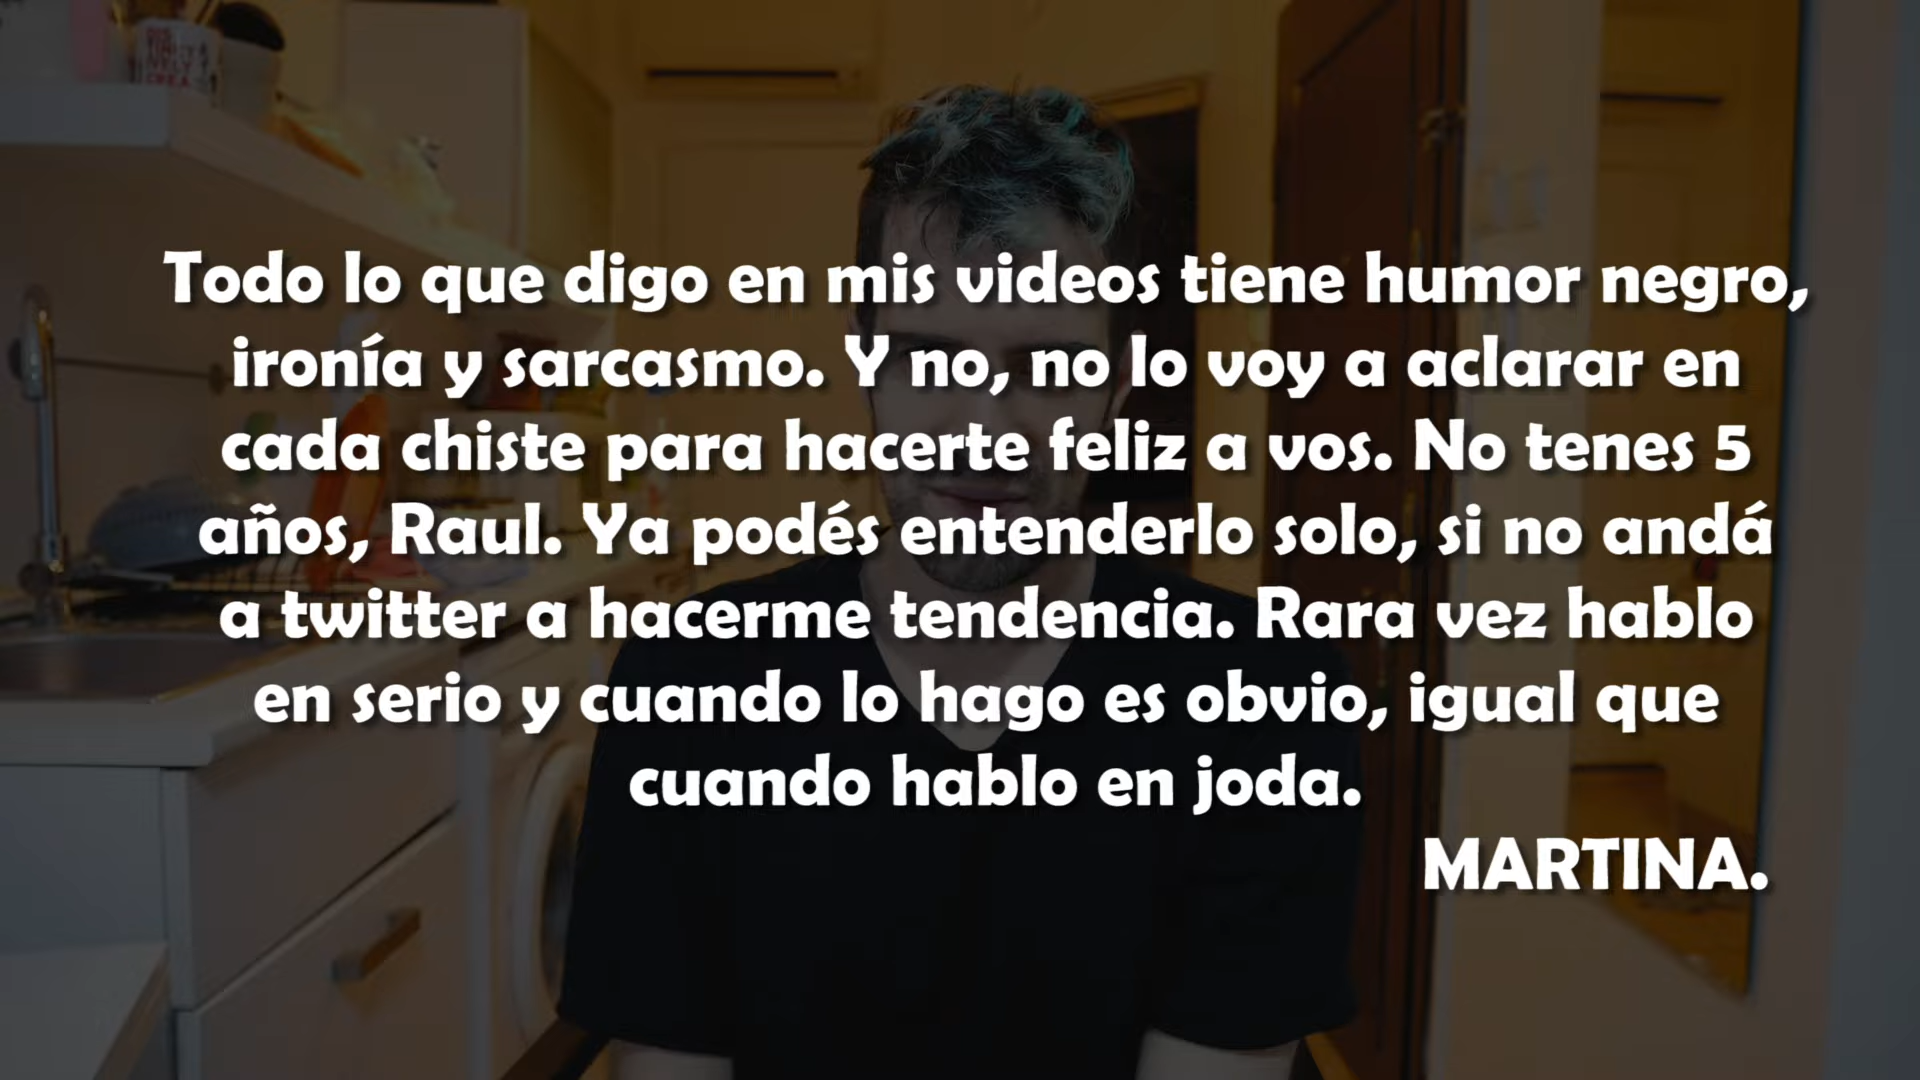 Todo lo que digo en mis videos tiene humor negro,
ironía y sarcasmo. Y no, no lo voy a aclarar en
cada chiste para hacerte feliz a vos. No tenes 5
años, Raul. Ya podés entenderlo solo, si no andá
a twitter a hacerme tendencia. Rara vez hablo
en serio y cuando lo hago es obvio, igual que
cuando hablo en joda.
MARTINA.